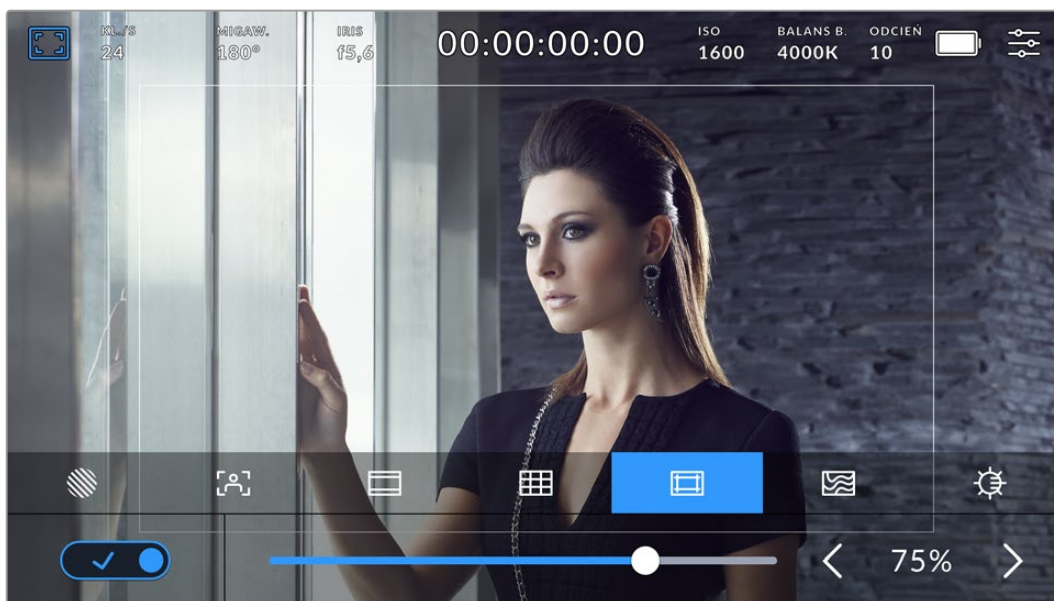 KL./S MIGAW. IRIS 00:00:00:00 ISO BALANS B. ODCIEŃ
24 180° f5,6 1600 4000K 10
75%